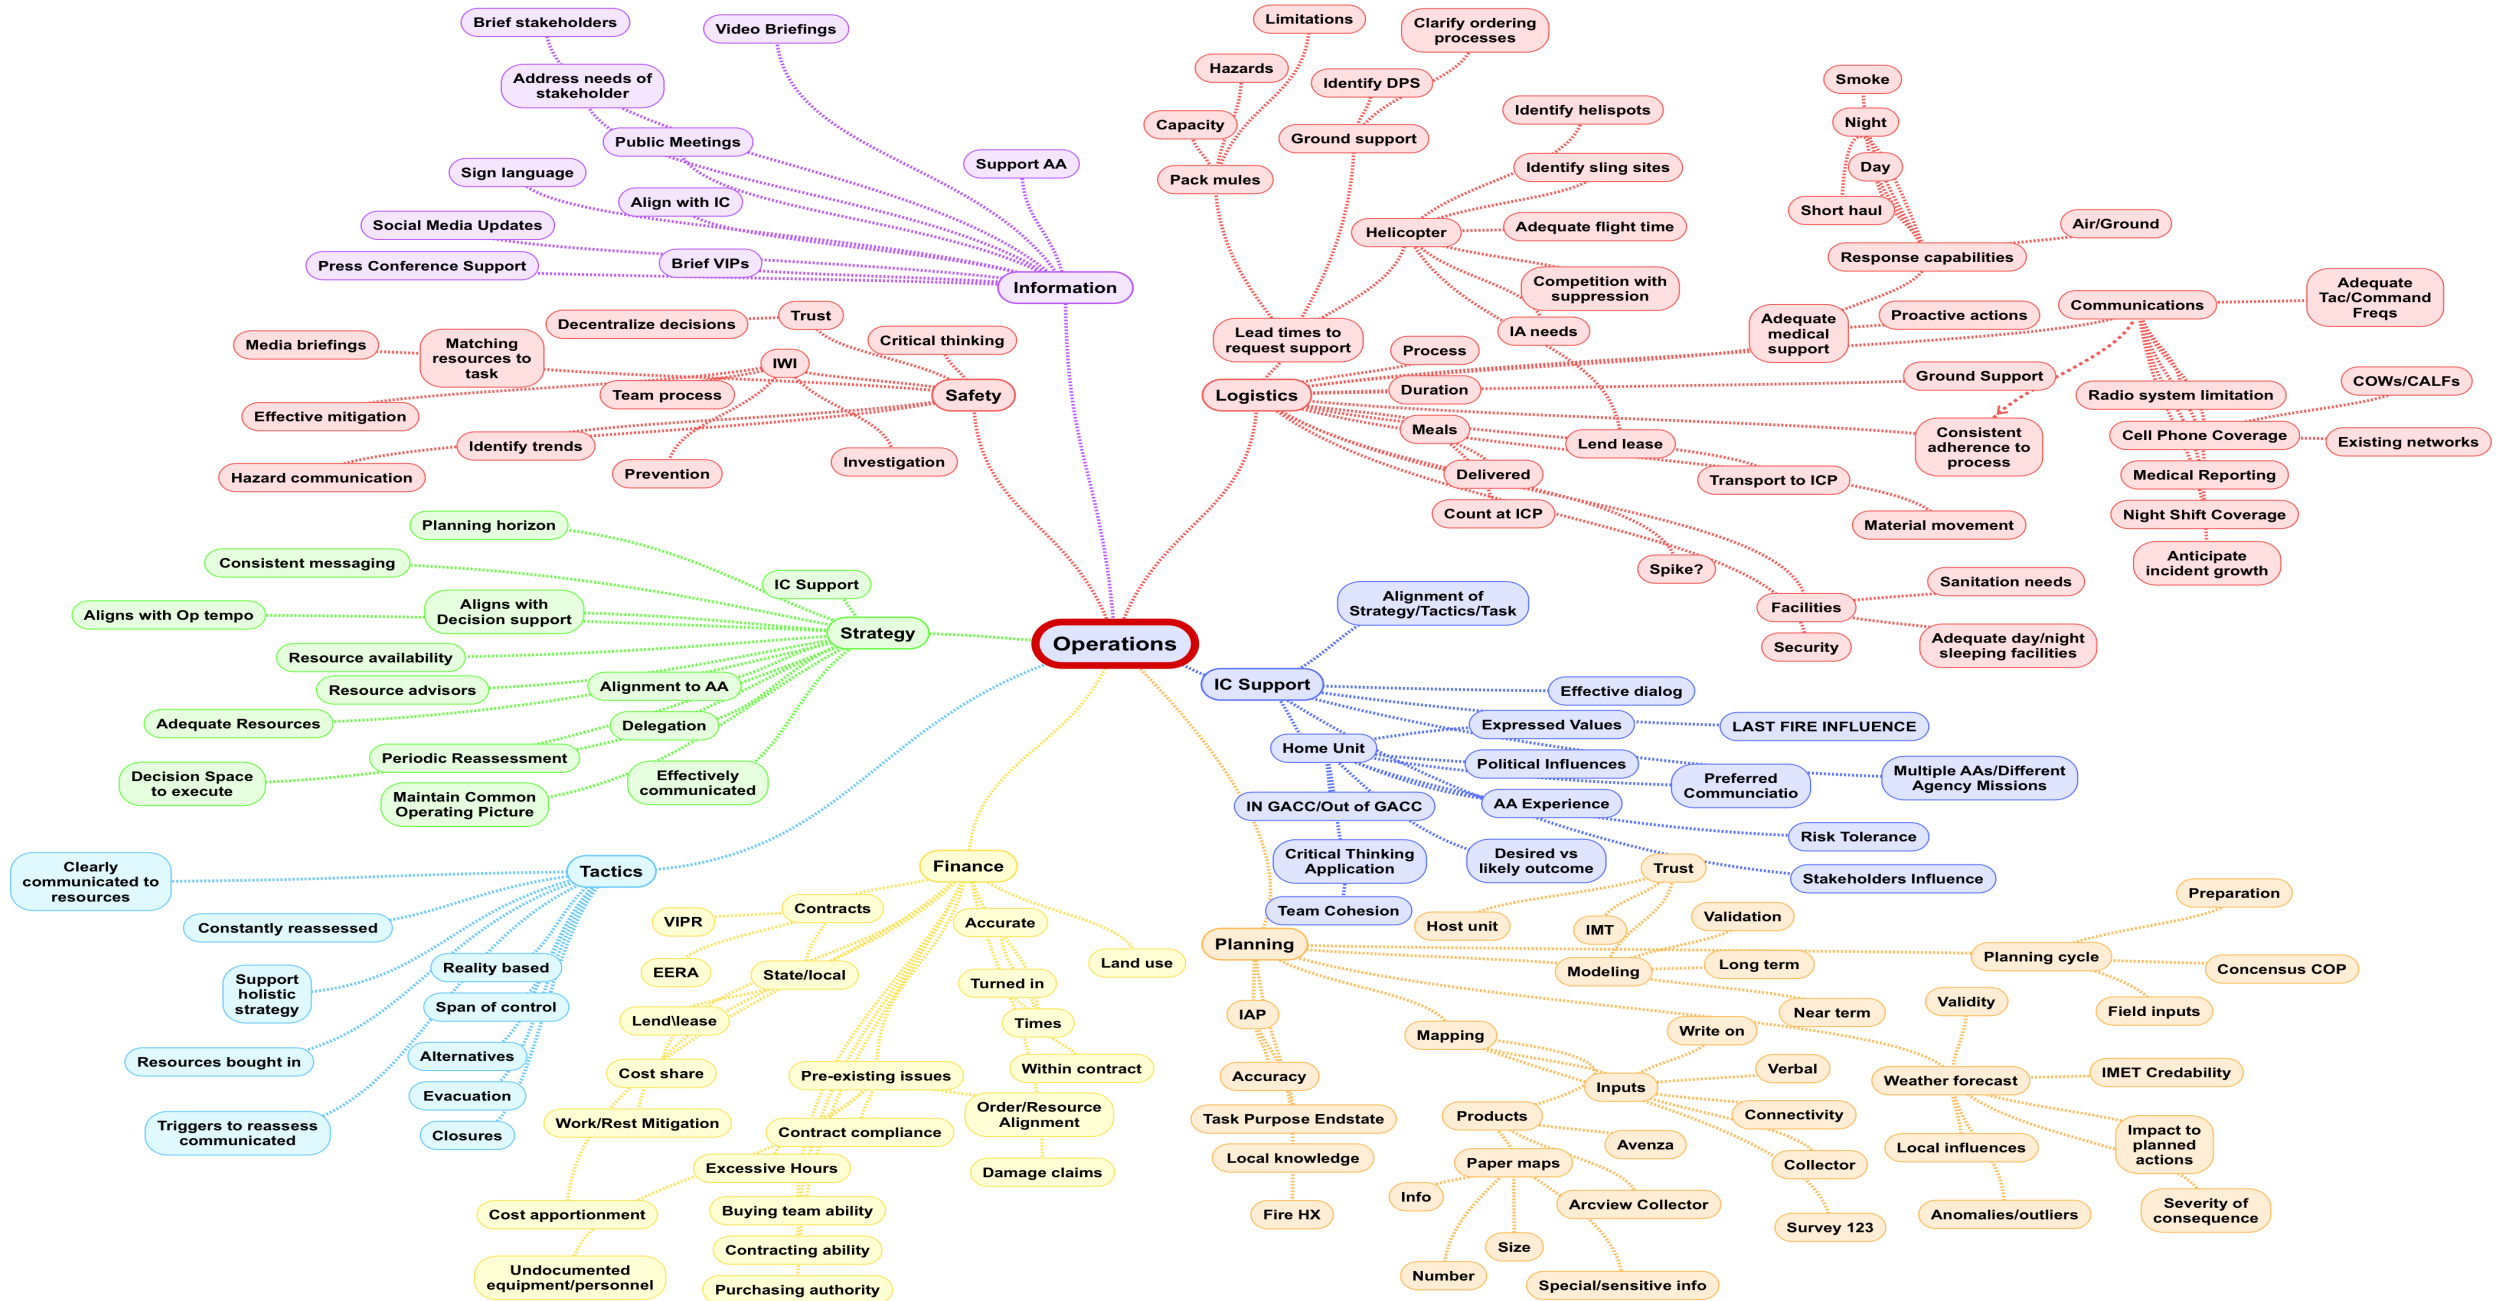 Brief stakeholders
Video Briefings
Address needs of
stakeholder
Public Meetings
Sign language
Support AA
Align with IC
Social Media Updates
Press Conference Support
Brief VIPs
Information
Trust
Decentralize decisions
Critical thinking
Media briefings
Matching
resources to
task
IWI
Team process
Safety
Effective mitigation
Identify trends
Hazard communication
Prevention
Investigation
Limitations
Clarify ordering
processes
Hazards
Identify DPS
Capacity
Ground support
Pack mules
Identify helispots
Identify sling sites
Helicopter
Adequate flight time
Competition with
suppression
IA needs
Lead times to
request support
Smoke
Night
Day
Short haul
Air/Ground
Response capabilities
Adequate
medical
support
Proactive actions
Communications
Adequate
Tac/Command
Freqs
Process
Logistics
Duration
Ground Support
Meals
Lend lease
Consistent
adherence to
process
Radio system limitation
COWs/CALFs
Cell Phone Coverage
Existing networks
Delivered
Transport to ICP
Medical Reporting
Count at ICP
Material movement
Night Shift Coverage
Anticipate
incident growth
Spike?
Facilities
Sanitation needs
Security
Adequate day/night
sleeping facilities
Planning horizon
Consistent messaging
IC Support
Aligns with Op tempo
Aligns with
Decision support
Strategy
Operations
Resource availability
Resource advisors
Alignment to AA
Adequate Resources
Delegation
Periodic Reassessment
Decision Space
to execute
Maintain Common
Operating Picture
Effectively
communicated
Alignment of
Strategy/Tactics/Task
IC Support
Effective dialog
Expressed Values
LAST FIRE INFLUENCE
Home Unit
Political Influences
Preferred
Communciatio
Multiple AAs/Different
Agency Missions
IN GACC/Out of GACC
AA Experience
Risk Tolerance
Critical Thinking
Application
Desired vs
likely outcome
Stakeholders Influence
Team Cohesion
Clearly
communicated to
resources
Tactics
Constantly reassessed
Support
holistic
strategy
Reality based
Span of control
Resources bought in
Alternatives
Evacuation
Triggers to reassess
communicated
Closures
Finance
Contracts
VIPR
Accurate
EERA
State/local
Land use
Turned in
Lend\lease
Times
Cost share
Pre-existing issues
Within contract
Work/Rest Mitigation
Contract compliance
Order/Resource
Alignment
Excessive Hours
Damage claims
Cost apportionment
Buying team ability
Contracting ability
Undocumented
equipment/personnel
Purchasing authority
Trust
Host unit
IMT
Validation
Preparation
Planning
Modeling
Long term
Planning cycle
Concensus COP
Near term
Field inputs
IAP
Mapping
Write on
Validity
Accuracy
Inputs
Verbal
Weather forecast
IMET Credability
Task Purpose Endstate
Products
Connectivity
Avenza
Local knowledge
Paper maps
Collector
Local influences
Impact to
planned
actions
Info
Arcview Collector
Fire HX
Survey 123
Anomalies/outliers
Severity of
consequence
Size
Number
Special/sensitive info